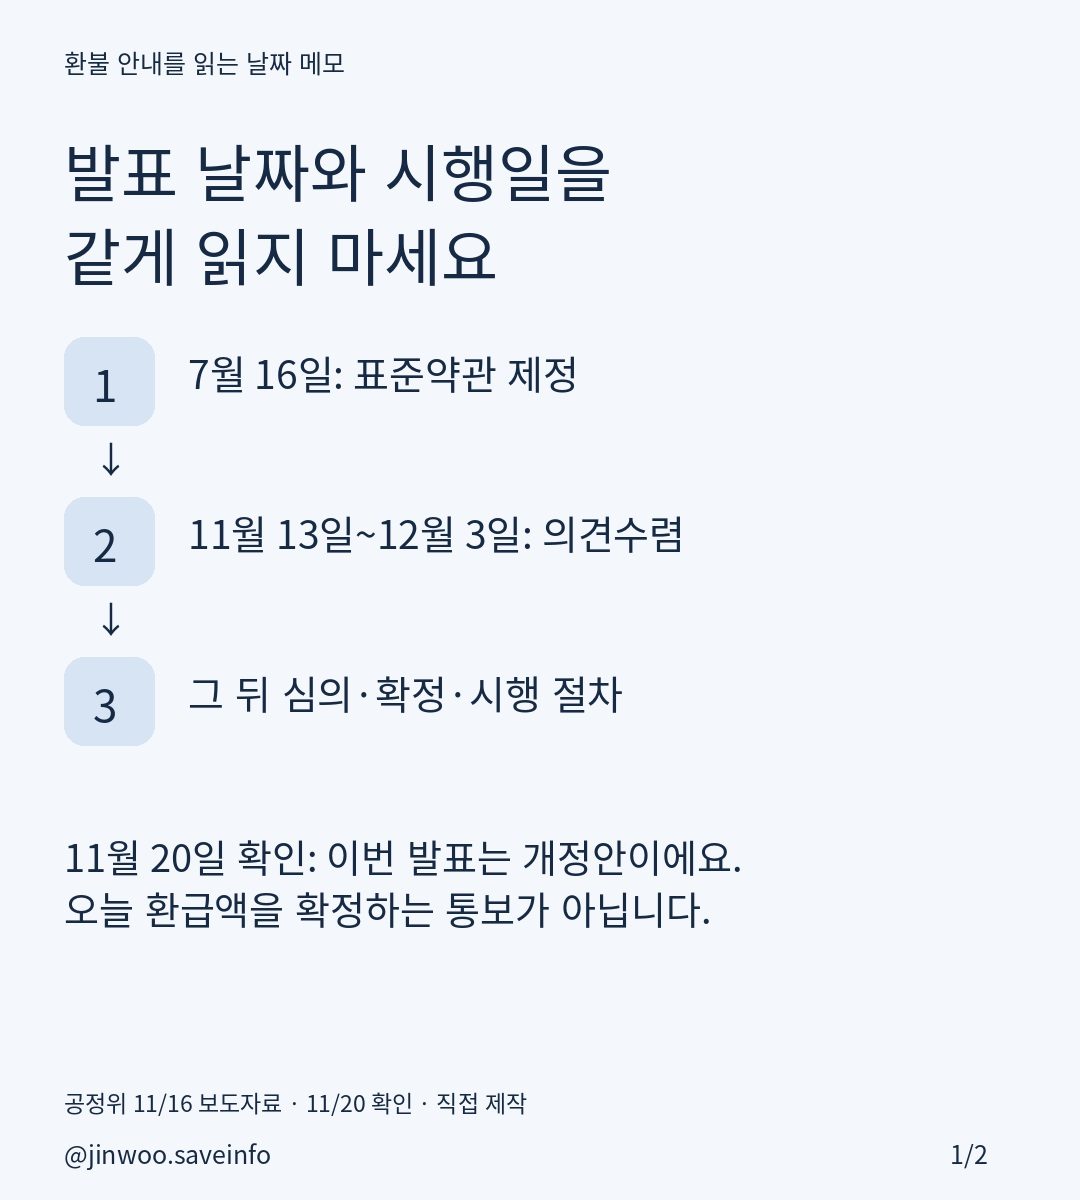 환불 안내를 읽는 날짜 메모
발표 날짜와 시행일을
같게 읽지 마세요
1
7월 16일: 표준약관 제정
↓
2
11월 13일~12월 3일: 의견수렴
↓
3
그 뒤 심의·확정·시행 절차
11월 20일 확인: 이번 발표는 개정안이에요.
오늘 환급액을 확정하는 통보가 아닙니다.
공정위 11/16 보도자료 · 11/20 확인 · 직접 제작
@jinwoo.saveinfo
1/2